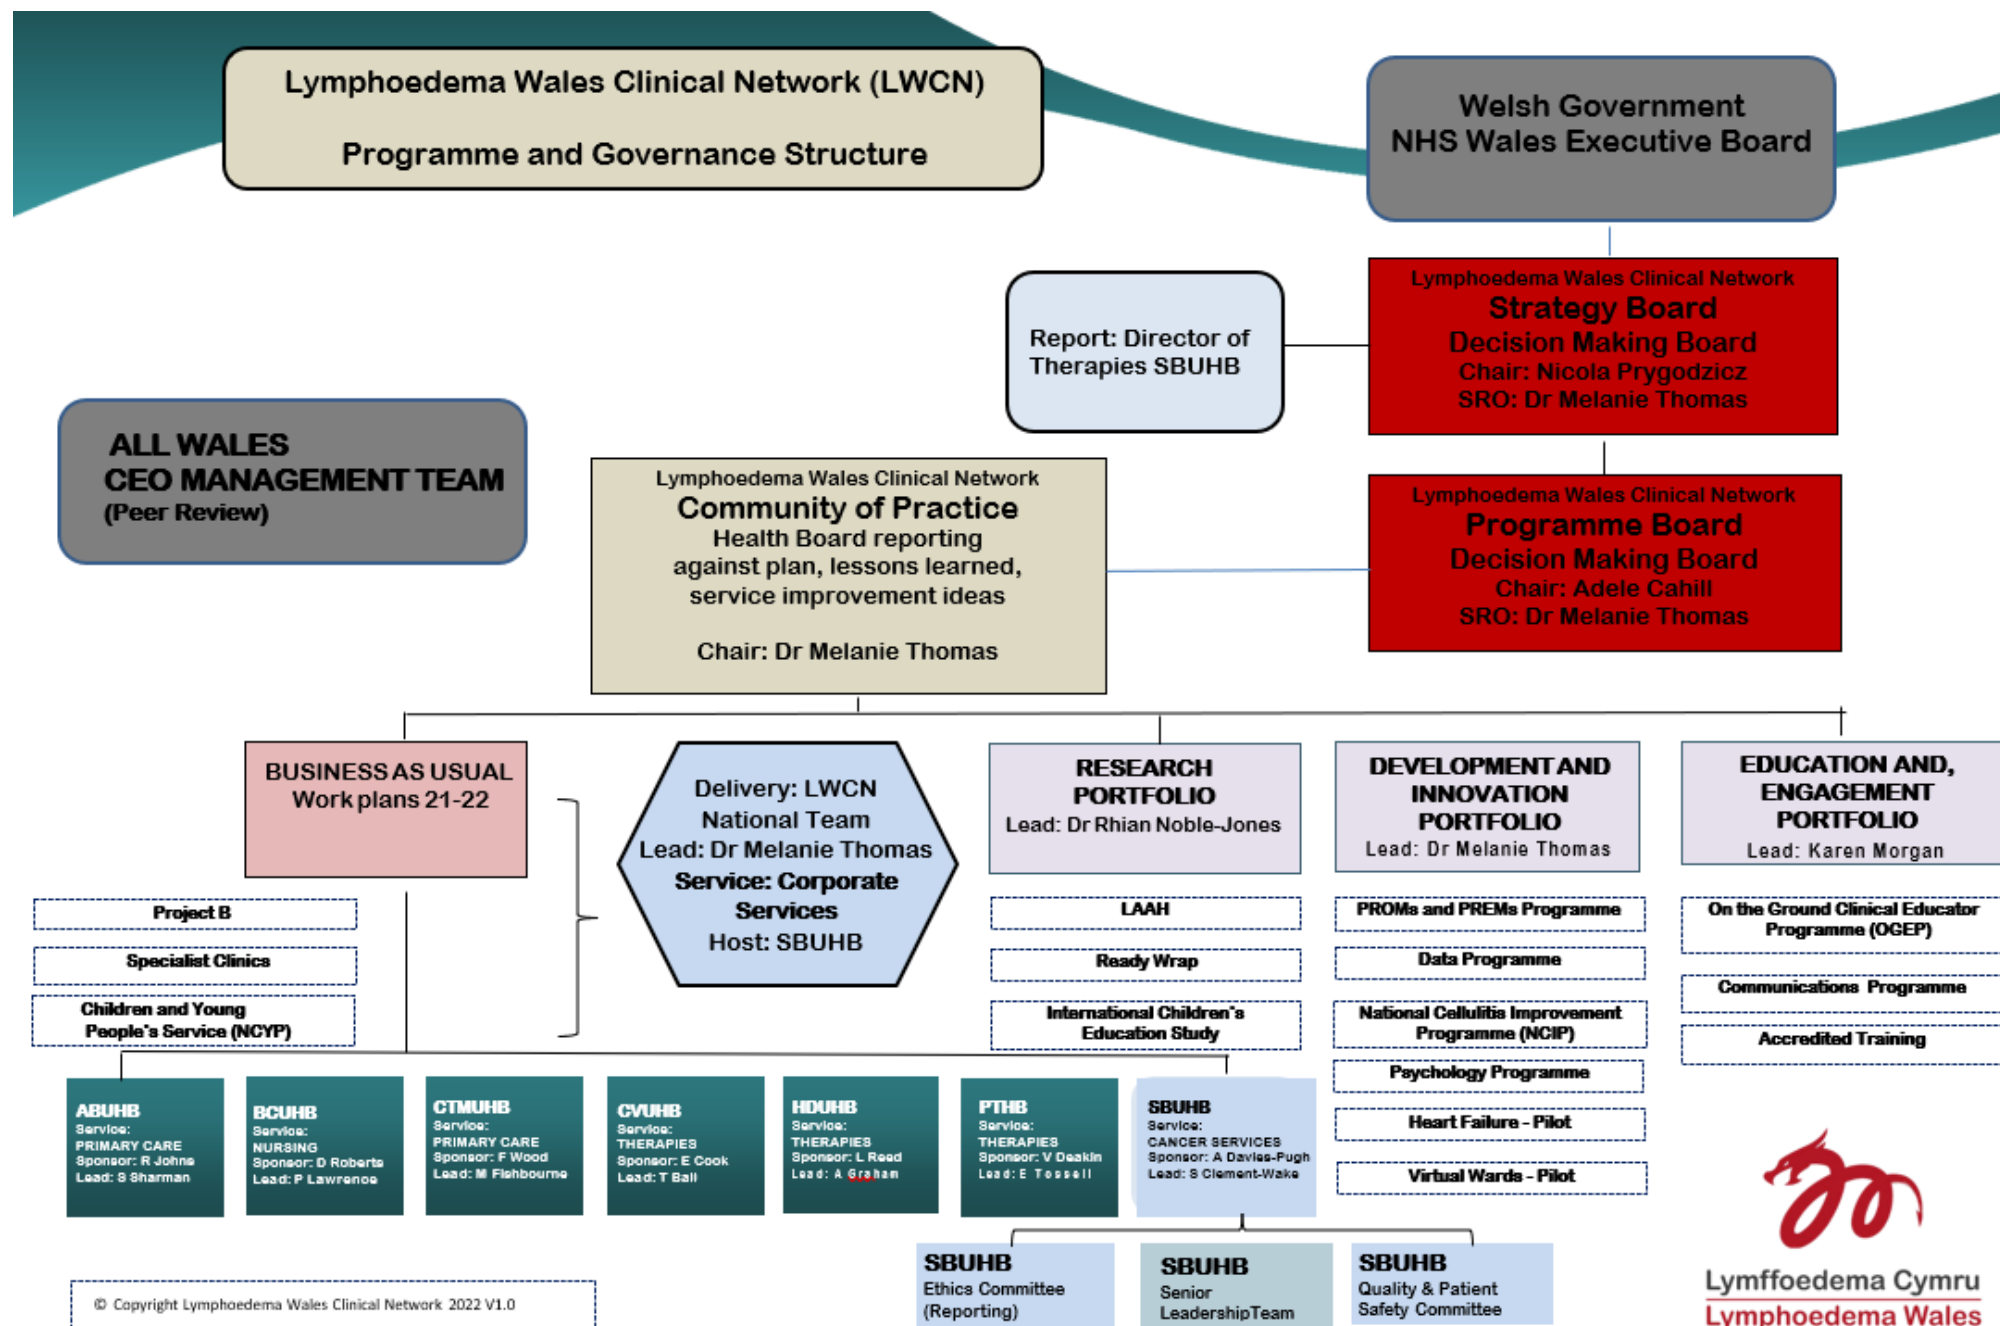 Lymphoedema Wales Clinical Network (LWCN)
Programme and Governance Structure
Welsh Government
NHS Wales Executive Board
Lymphoedema Wales Clinical Network
Strategy Board
Decision Making Board
Chair: Nicola Prygodzicz
SRO: Dr Melanie Thomas
Report: Director of
Therapies SBUHB
ALL WALES
CEO MANAGEMENT TEAM
(Peer Review)
Lymphoedema Wales Clinical Network
Community of Practice
Health Board reporting
against plan, lessons learned,
service improvement ideas
Chair: Dr Melanie Thomas
Lymphoedema Wales Clinical Network
Programme Board
Decision Making Board
Chair: Adele Cahill
SRO: Dr Melanie Thomas
BUSINESS AS USUAL
Work plans 21-22
Delivery: LWCN
National Team
Lead: Dr Melanie Thomas
Service: Corporate
Services
Host: SBUHB
RESEARCH
PORTFOLIO
Lead: Dr Rhian Noble-Jones
DEVELOPMENT AND
INNOVATION
PORTFOLIO
Lead: Dr Melanie Thomas
EDUCATION AND,
ENGAGEMENT
PORTFOLIO
Lead: Karen Morgan
Project B
Specialist Clinics
Children and Young
People's Service (NCYP)
LAAH
Ready Wrap
International Children's
Education Study
PROMs and PREMs Programme
Data Programme
National Cellulitis Improvement
Programme (NCIP)
Psychology Programme
Heart Failure - Pilot
Virtual Wards - Pilot
On the Ground Clinical Educator
Programme (OGEP)
Communications Programme
Accredited Training
ABUHB
Service:
PRIMARY CARE
Sponsor: R Johns
Lead: S Sharman
BCUHB
Service:
NURSING
Sponsor: D Roberts
Lead: P Lawrence
CTMUHB
Service:
PRIMARY CARE
Sponsor: F Wood
Lead: M Fishbourne
CVUHB
Service:
THERAPIES
Sponsor: E Cook
Lead: T Ball
HDUHB
Service:
THERAPIES
Sponsor: L Reed
Lead: A Graham
PTHB
Service:
THERAPIES
Sponsor: V Deakin
Lead: E Tossell
SBUHB
Service:
CANCER SERVICES
Sponsor: A Davies-Pugh
Lead: S Clement-Wake
SBUHB
Ethics Committee
(Reporting)
SBUHB
Senior
LeadershipTeam
SBUHB
Quality & Patient
Safety Committee
© Copyright Lymphoedema Wales Clinical Network 2022 V1.0
Lymffoedema Cymru
Lymphoedema Wales